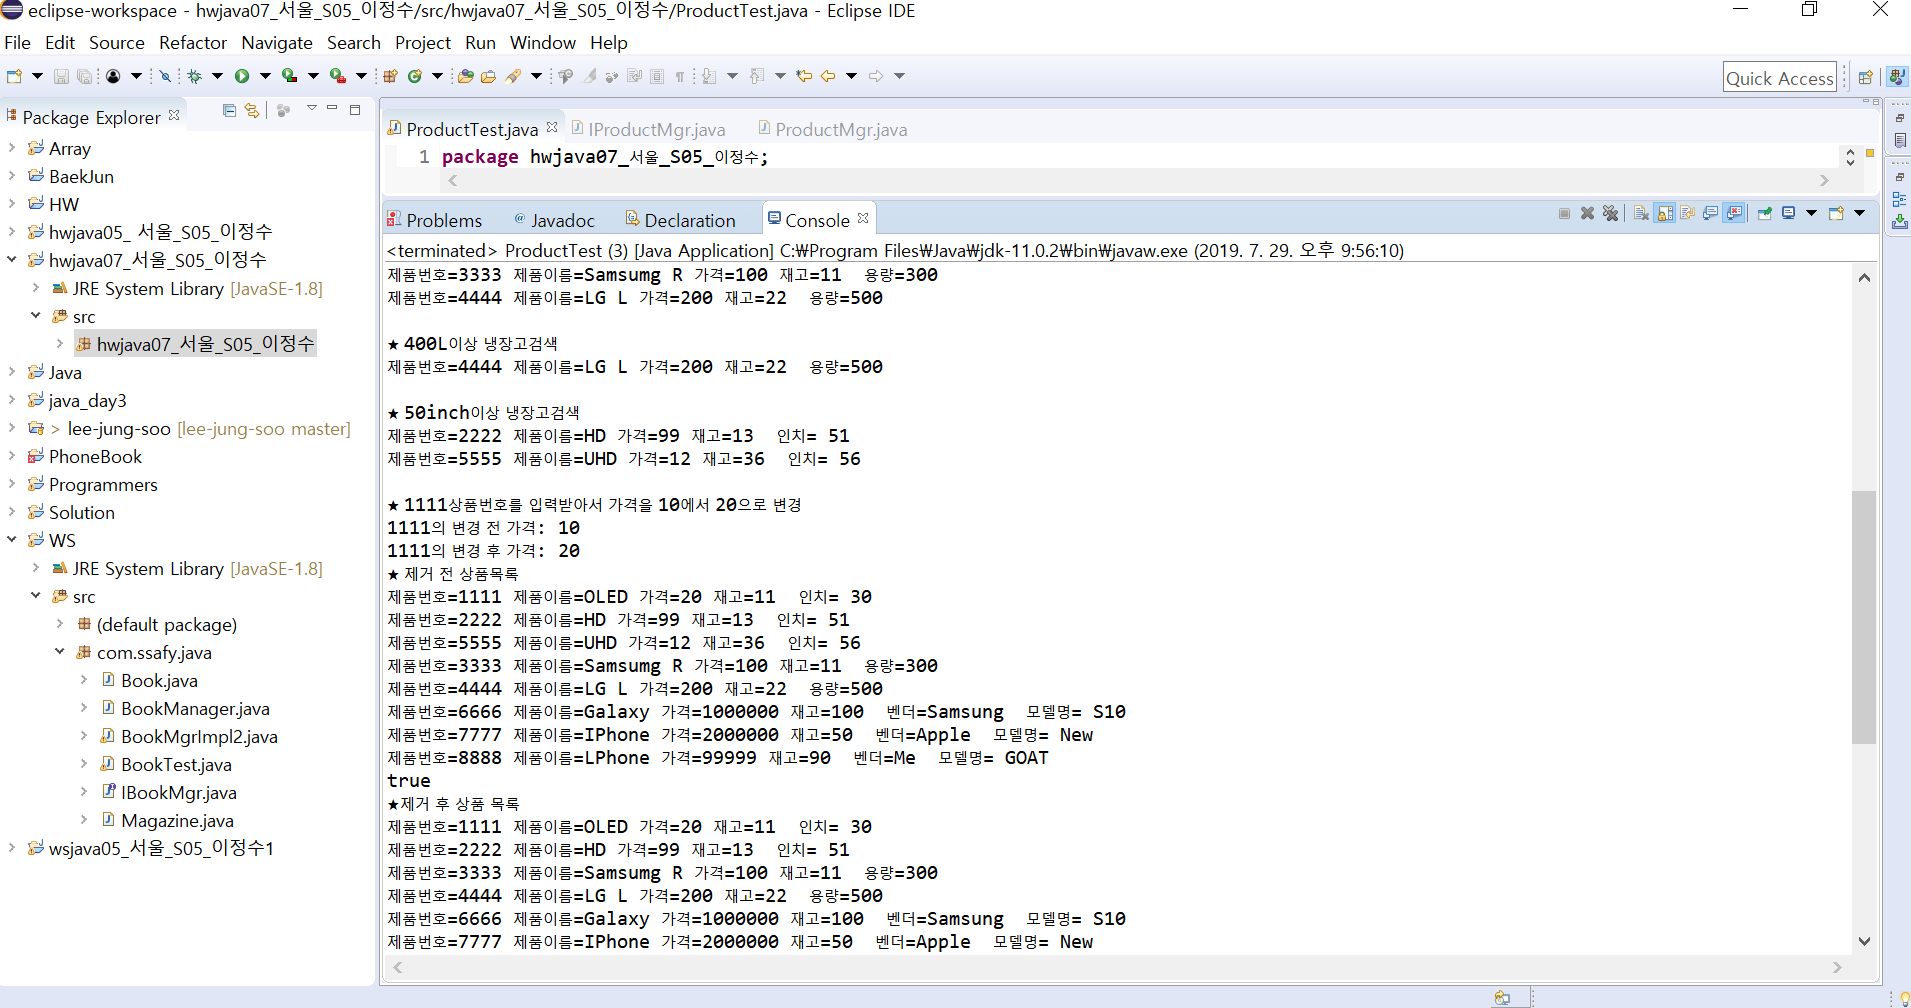 eclipse-workspace - hwjava07_서울_S05_이정수/src/hwjava07_서울_S05_이정수/ProductTest.java - Eclipse IDE
File Edit Source Refactor Navigate Search Project Run Window Help
Quick Access
Package Explorer
Array
BaekJun
HW
hwjava05_ 서울_S05_이정수
hwjava07_서울_S05_이정수
JRE System Library [JavaSE-1.8]
src
hwjava07_서울_S05_이정수
Java
java_day3
> lee-jung-soo [lee-jung-soo master]
PhoneBook
Programmers
Solution
WS
JRE System Library [JavaSE-1.8]
src
(default package)
com.ssafy.java
Book.java
BookManager.java
BookMgrImpl2.java
BookTest.java
IBookMgr.java
Magazine.java
wsjava05_서울_S05_이정수1
ProductTest.java IProductMgr.java ProductMgr.java
1 package hwjava07_서울_S05_이정수;
Problems @ Javadoc Declaration Console
<terminated> ProductTest (3) [Java Application] C:₩Program Files₩Java₩jdk-11.0.2₩bin₩javaw.exe (2019. 7. 29. 오후 9:56:10)
제품번호=3333 제품이름=Samsumg R 가격=100 재고=11  용량=300
제품번호=4444 제품이름=LG L 가격=200 재고=22  용량=500
★ 400L이상 냉장고검색
제품번호=4444 제품이름=LG L 가격=200 재고=22  용량=500
★ 50inch이상 냉장고검색
제품번호=2222 제품이름=HD 가격=99 재고=13  인치= 51
제품번호=5555 제품이름=UHD 가격=12 재고=36  인치= 56
★ 1111상품번호를 입력받아서 가격을 10에서 20으로 변경
1111의 변경 전 가격: 10
1111의 변경 후 가격: 20
★ 제거 전 상품목록
제품번호=1111 제품이름=OLED 가격=20 재고=11  인치= 30
제품번호=2222 제품이름=HD 가격=99 재고=13  인치= 51
제품번호=5555 제품이름=UHD 가격=12 재고=36  인치= 56
제품번호=3333 제품이름=Samsumg R 가격=100 재고=11  용량=300
제품번호=4444 제품이름=LG L 가격=200 재고=22  용량=500
제품번호=6666 제품이름=Galaxy 가격=1000000 재고=100  벤더=Samsung  모델명= S10
제품번호=7777 제품이름=IPhone 가격=2000000 재고=50  벤더=Apple  모델명= New
제품번호=8888 제품이름=LPhone 가격=99999 재고=90  벤더=Me  모델명= GOAT
true
★제거 후 상품 목록
제품번호=1111 제품이름=OLED 가격=20 재고=11  인치= 30
제품번호=2222 제품이름=HD 가격=99 재고=13  인치= 51
제품번호=3333 제품이름=Samsumg R 가격=100 재고=11  용량=300
제품번호=4444 제품이름=LG L 가격=200 재고=22  용량=500
제품번호=6666 제품이름=Galaxy 가격=1000000 재고=100  벤더=Samsung  모델명= S10
제품번호=7777 제품이름=IPhone 가격=2000000 재고=50  벤더=Apple  모델명= New